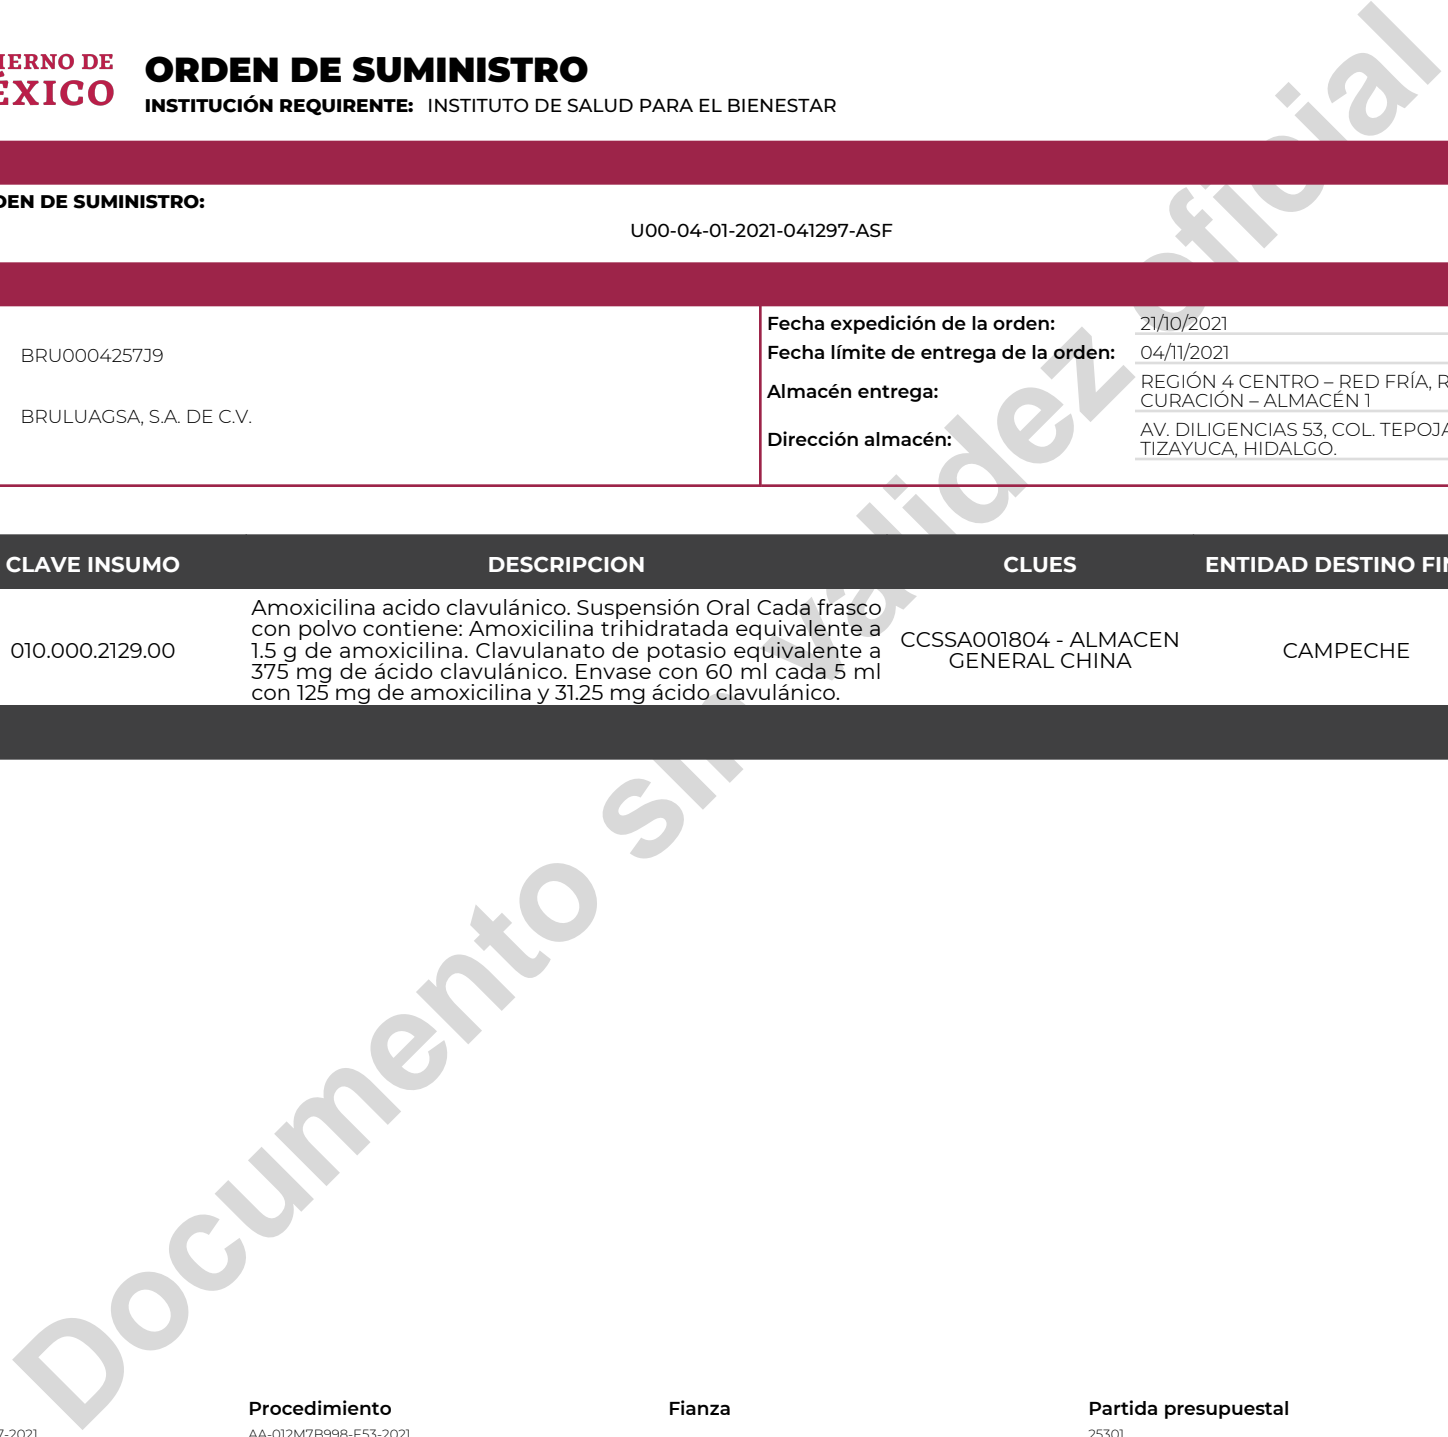 ORDEN DE SUMINISTRO
INSTITUCIÓN REQUIRENTE: INSTITUTO DE SALUD PARA EL BIENESTAR
DE SUMINISTRO:
U00-04-01-2021-041297-ASF
BRU0004257J9
BRULUAGSA, S.A. DE C.V.
Fecha expedición de la orden: 21/10/2021
Fecha límite de entrega de la orden: 04/11/2021
Almacén entrega: REGIÓN 4 CENTRO – RED FRÍA,
CURACIÓN – ALMACÉN 1
Dirección almacén: AV. DILIGENCIAS 53, COL.
TIZAYUCA, HIDALGO.
CLAVE INSUMO DESCRIPCION CLUES ENTIDAD DESTINO
010.000.2129.00
Amoxicilina acido clavulánico. Suspensión Oral Cada frasco
con polvo contiene: Amoxicilina trihidratada equivalente a
1.5 g de amoxicilina. Clavulanato de potasio equivalente a
375 mg de ácido clavulánico. Envase con 60 ml cada 5 ml
con 125 mg de amoxicilina y 31.25 mg ácido clavulánico.
CCSSA001804 - ALMACEN
GENERAL CHINA
CAMPECHE
Documento sin validez oficial
Procedimiento Fianza Partida presupuestal
AA-012M7B998-E53-2021 25301
DE